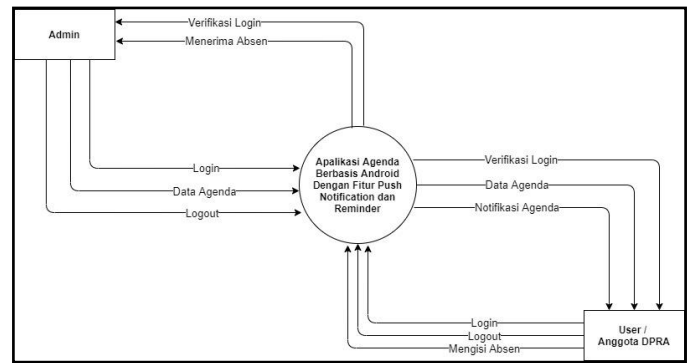 Verifikasi Login
Admin
Menerima Absen
Apalikasi Agenda
Berbasis Android
Dengan Fitur Push
Notification dan
Reminder
Login
Data Agenda
Logout
Verifikasi Login
Data Agenda
Notifikasi Agenda
Login
Logout
Mengisi Absen
User /
Anggota DPRA